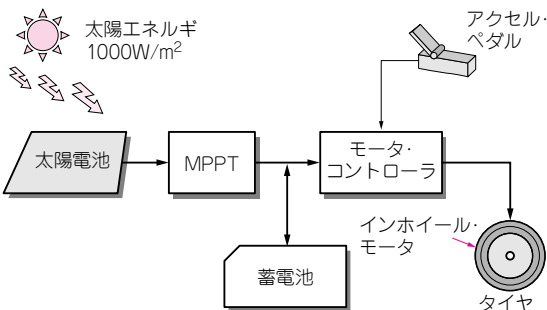 太陽エネルギ
1000W/m²
アクセル・
ペダル
太陽電池
MPPT
モータ・
コントローラ
インホイール・
モータ
蓄電池
タイヤ